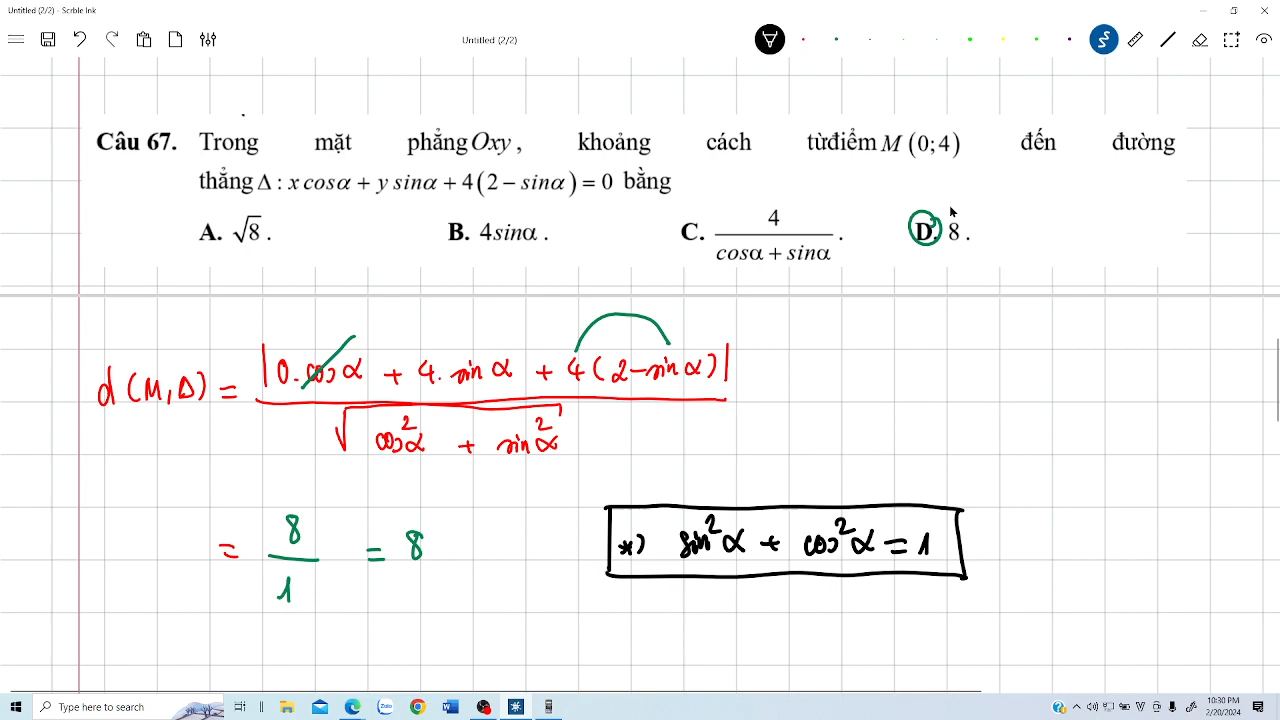 Untitled (2/2) - Scrble Ink
Untitled (2/2)
Câu 67. Trong mặt phẳng Oxy, khoảng cách từ điểm M (0;4) đến đường
thẳng Δ : x cosα + y sinα + 4(2 − sinα) = 0 bằng
A. √8 . B. 4sinα . C. 4/(cosα + sinα) . D. 8 .
d(M,Δ) = |0.cosα + 4.sinα + 4(2−sinα)| / √(cos²α + sin²α)
= 8/1 = 8
*) sin²α + cos²α = 1
Type here to search
Zalo
10:30 PM
2/20/2024